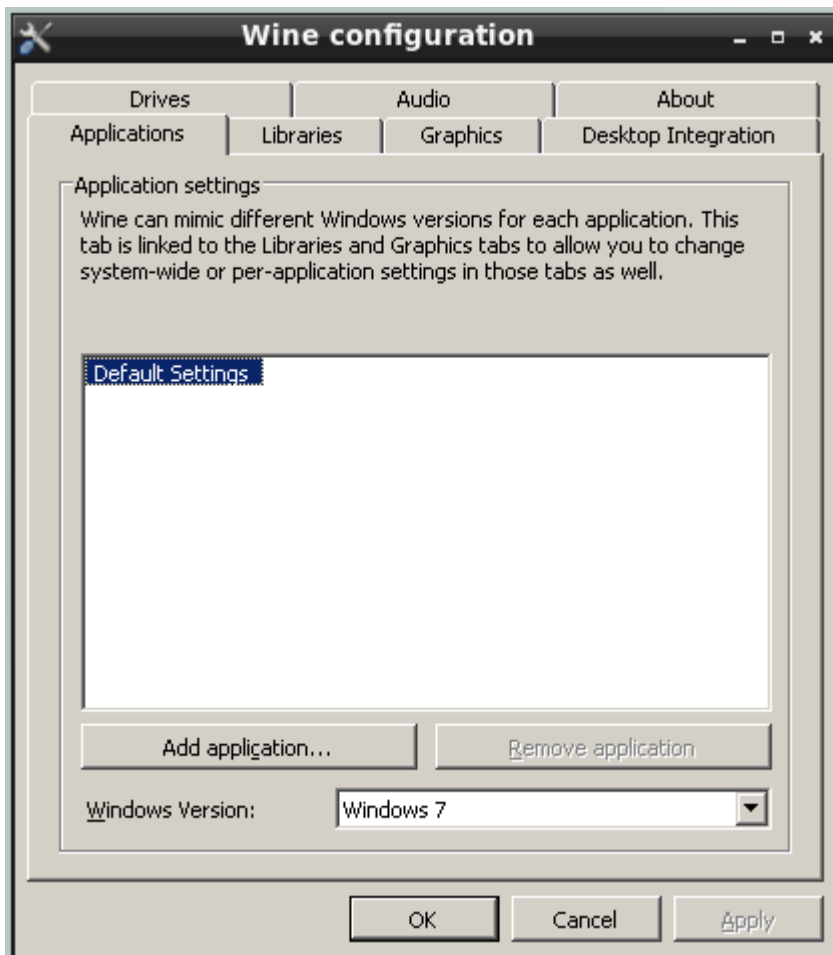 Wine configuration
Drives Audio About
Applications Libraries Graphics Desktop Integration
Application settings
Wine can mimic different Windows versions for each application. This
tab is linked to the Libraries and Graphics tabs to allow you to change
system-wide or per-application settings in those tabs as well.
Default Settings
Add application... Remove application
Windows Version: Windows 7
OK Cancel Apply